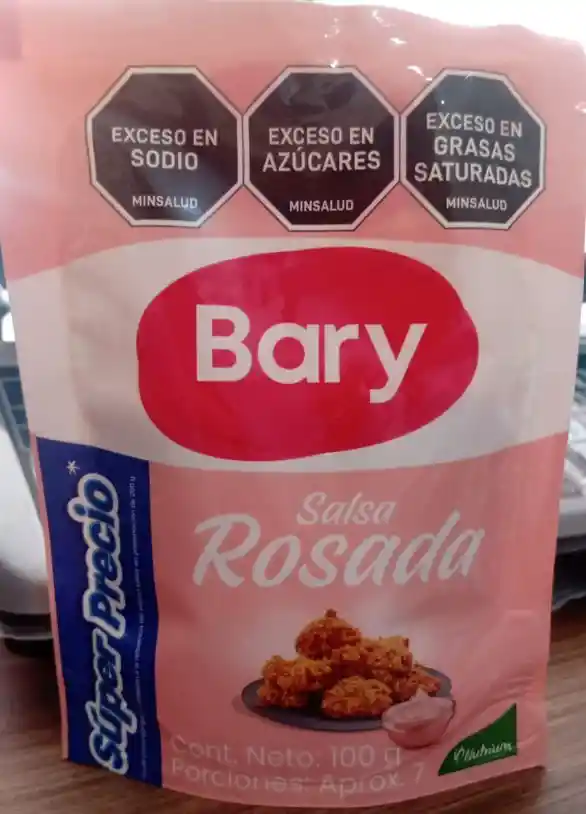 EXCESO EN
SODIO
MINSALUD
EXCESO EN
AZÚCARES
MINSALUD
EXCESO EN
GRASAS
SATURADAS
MINSALUD
Bary
Salsa
Rosada
Súper Precio*
Cont. Neto: 100 g
Porciones: Aprox. 7
Nutrium